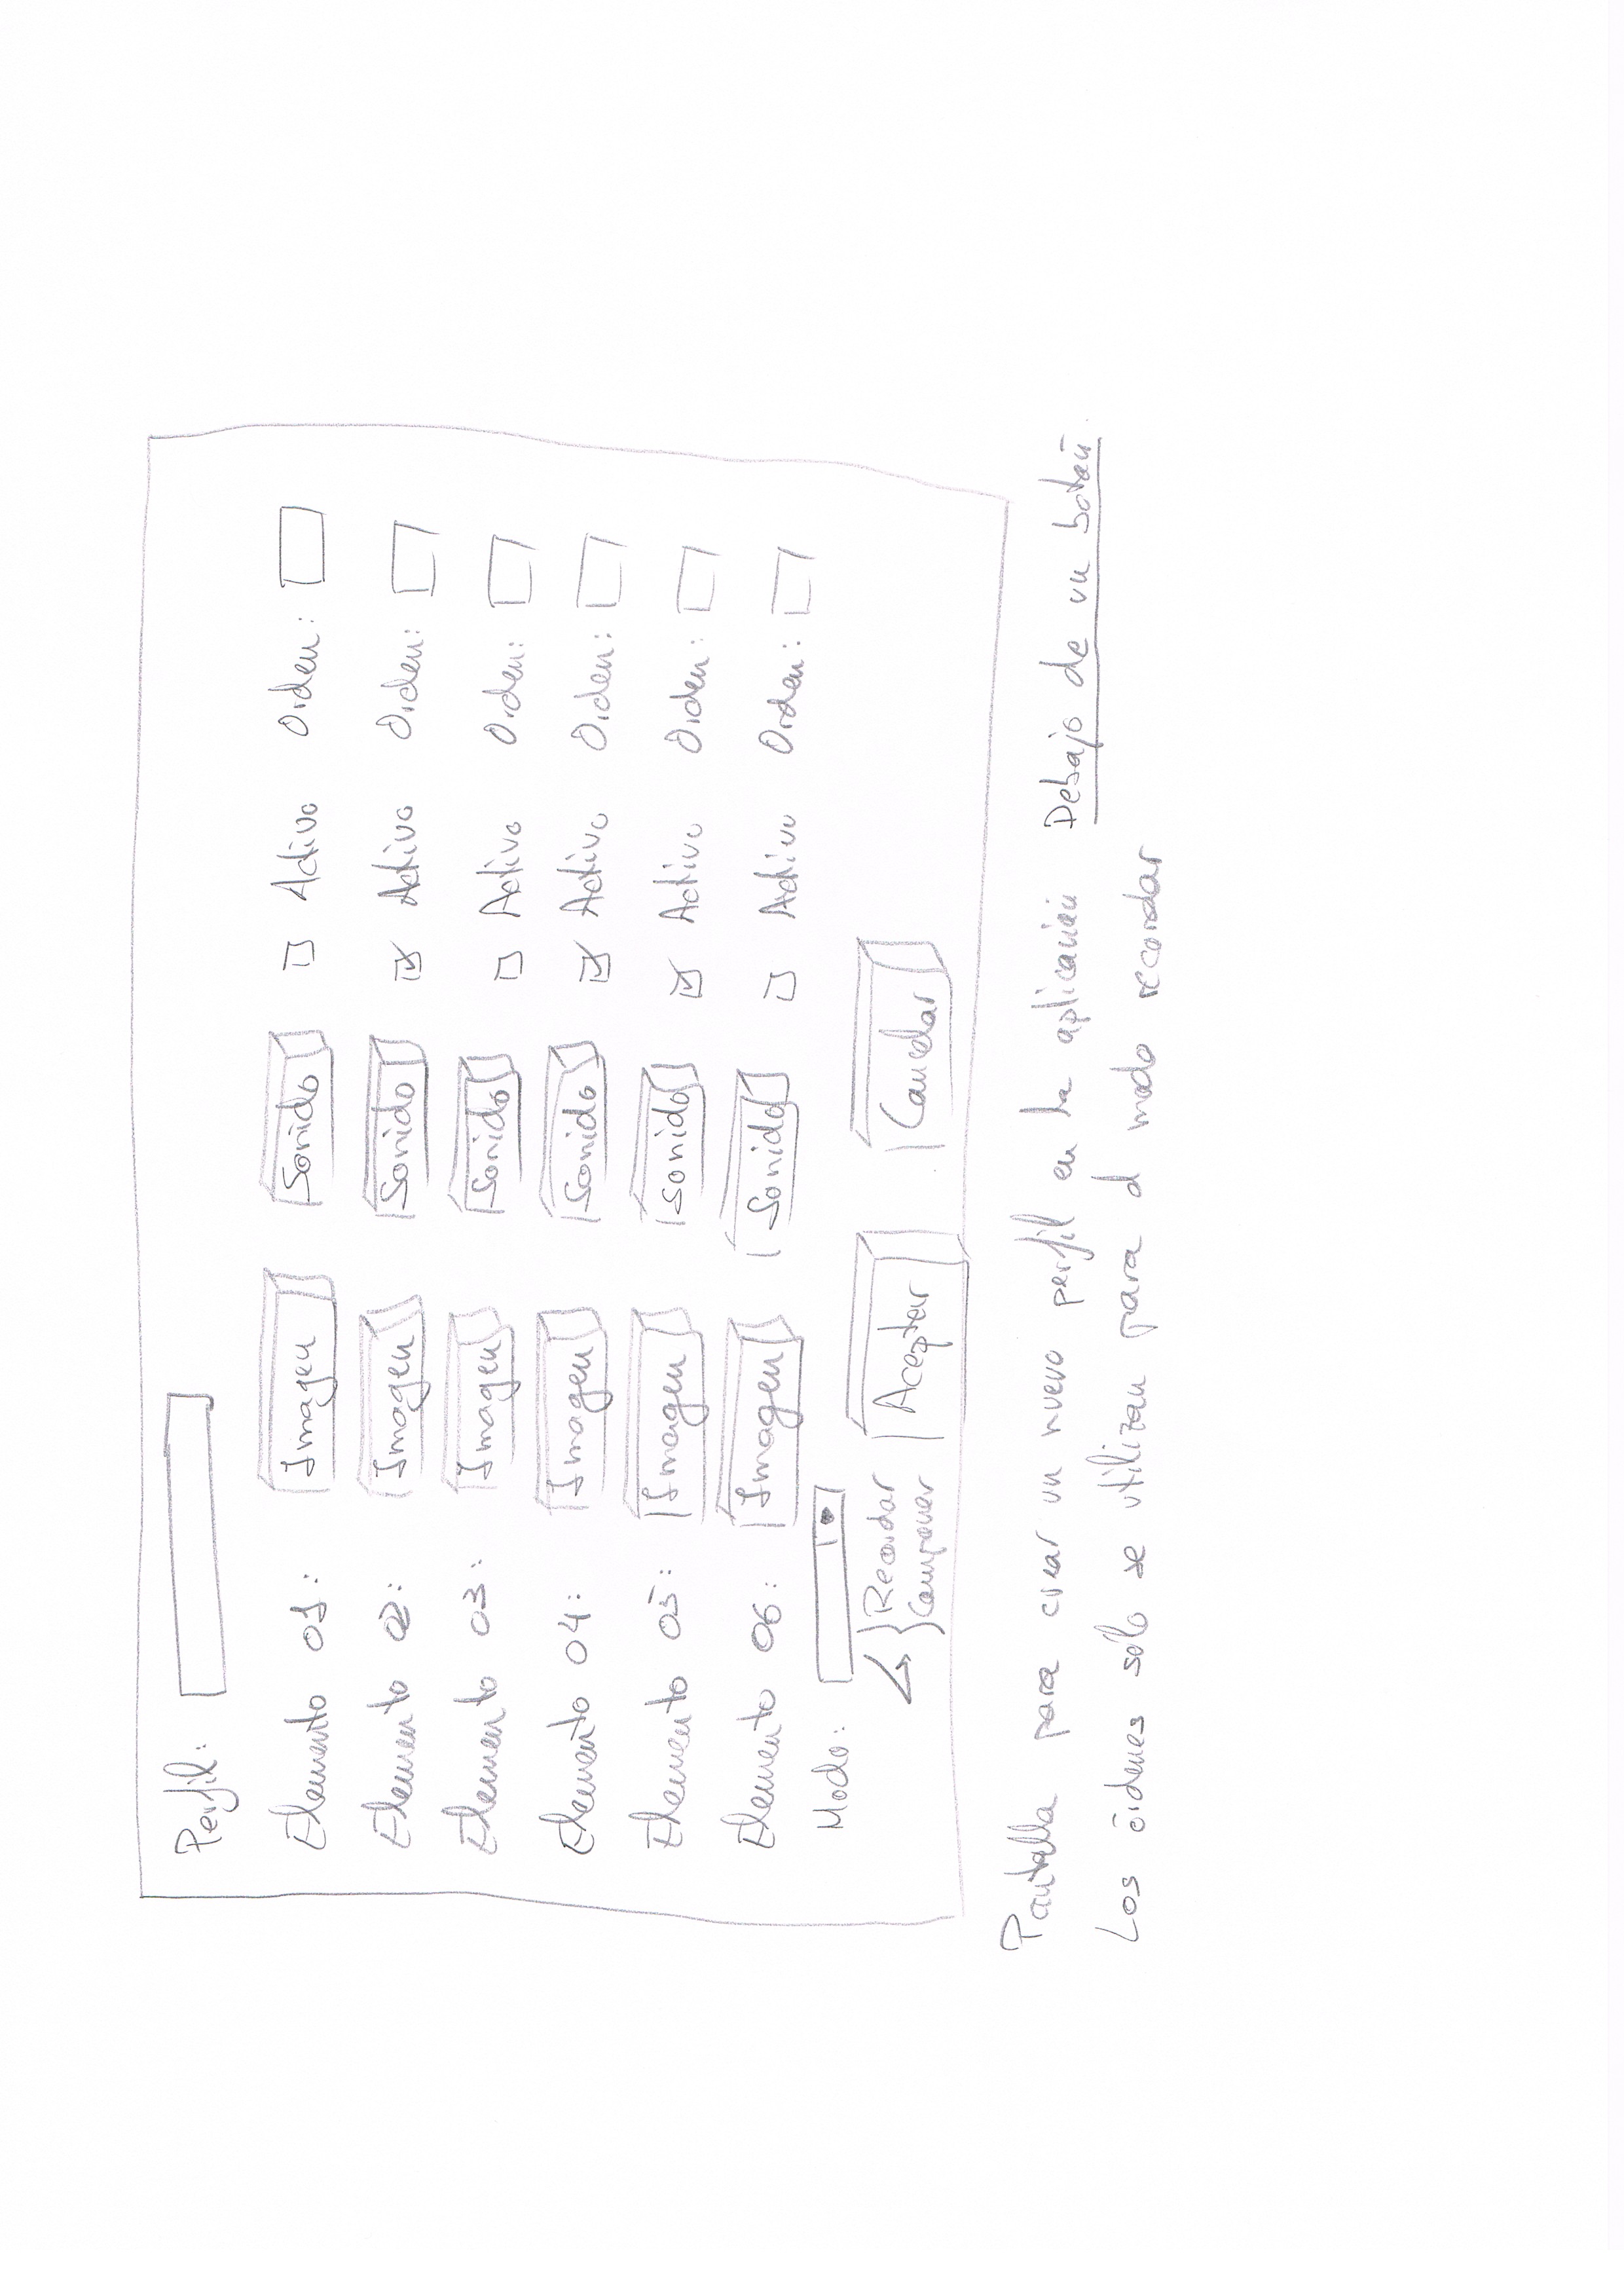 Perfil:
Elemento 01: Imagen Sonido Activo Orden:
Elemento 02: Imagen Sonido Activo Orden:
Elemento 03: Imagen Sonido Activo Orden:
Elemento 04: Imagen Sonido Activo Orden:
Elemento 05: Imagen Sonido Activo Orden:
Elemento 06: Imagen Sonido Activo Orden:
Modo:
Recordar
Componer
Aceptar Cancelar
Pantalla para crear un nuevo perfil en la aplicación Debajo de un botón.
Los órdenes sólo se utilizan para el modo recordar